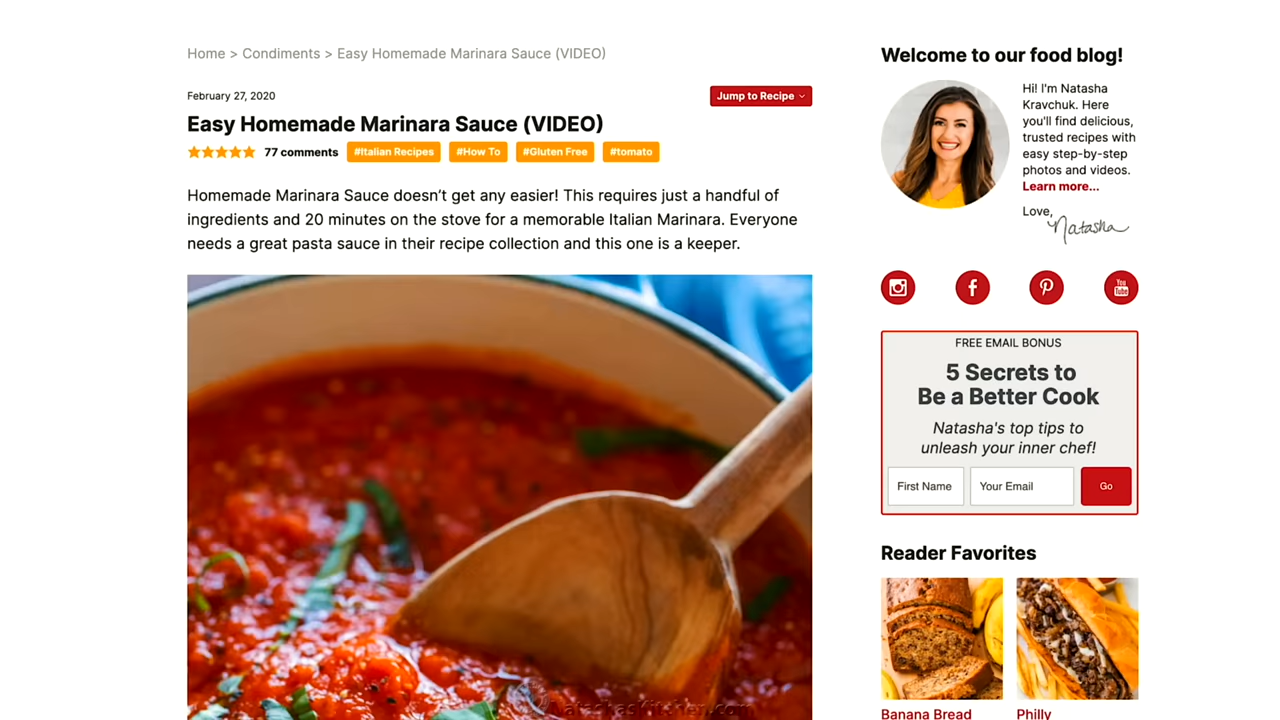 Home > Condiments > Easy Homemade Marinara Sauce (VIDEO)
February 27, 2020
Jump to Recipe
Easy Homemade Marinara Sauce (VIDEO)
77 comments
#Italian Recipes
#How To
#Gluten Free
#tomato
Homemade Marinara Sauce doesn’t get any easier! This requires just a handful of
ingredients and 20 minutes on the stove for a memorable Italian Marinara. Everyone
needs a great pasta sauce in their recipe collection and this one is a keeper.
NatashasKitchen.com
Welcome to our food blog!
Hi! I'm Natasha
Kravchuk. Here
you'll find delicious,
trusted recipes with
easy step-by-step
photos and videos.
Learn more...
Love,
Natasha
You
Tube
FREE EMAIL BONUS
5 Secrets to
Be a Better Cook
Natasha's top tips to
unleash your inner chef!
First Name
Your Email
Go
Reader Favorites
Banana Bread
Philly